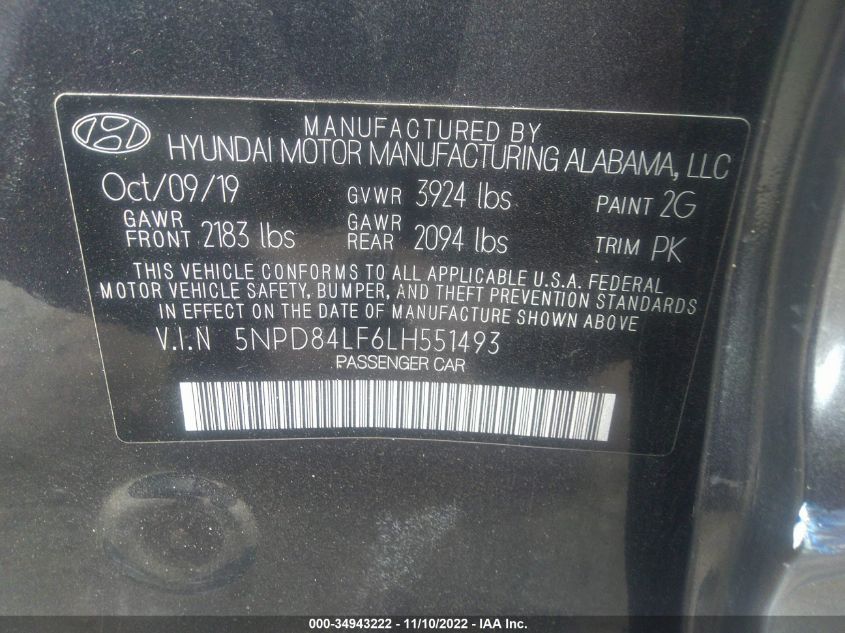 MANUFACTURED BY
HYUNDAI MOTOR MANUFACTURING ALABAMA, LLC
Oct/09/19 GVWR 3924 lbs PAINT 2G
GAWR FRONT 2183 lbs GAWR REAR 2094 lbs TRIM PK
THIS VEHICLE CONFORMS TO ALL APPLICABLE U.S.A. FEDERAL
MOTOR VEHICLE SAFETY, BUMPER, AND THEFT PREVENTION STANDARDS
IN EFFECT ON THE DATE OF MANUFACTURE SHOWN ABOVE
V.I.N 5NPD84LF6LH551493
PASSENGER CAR
000-34943222 - 11/10/2022 - IAA Inc.